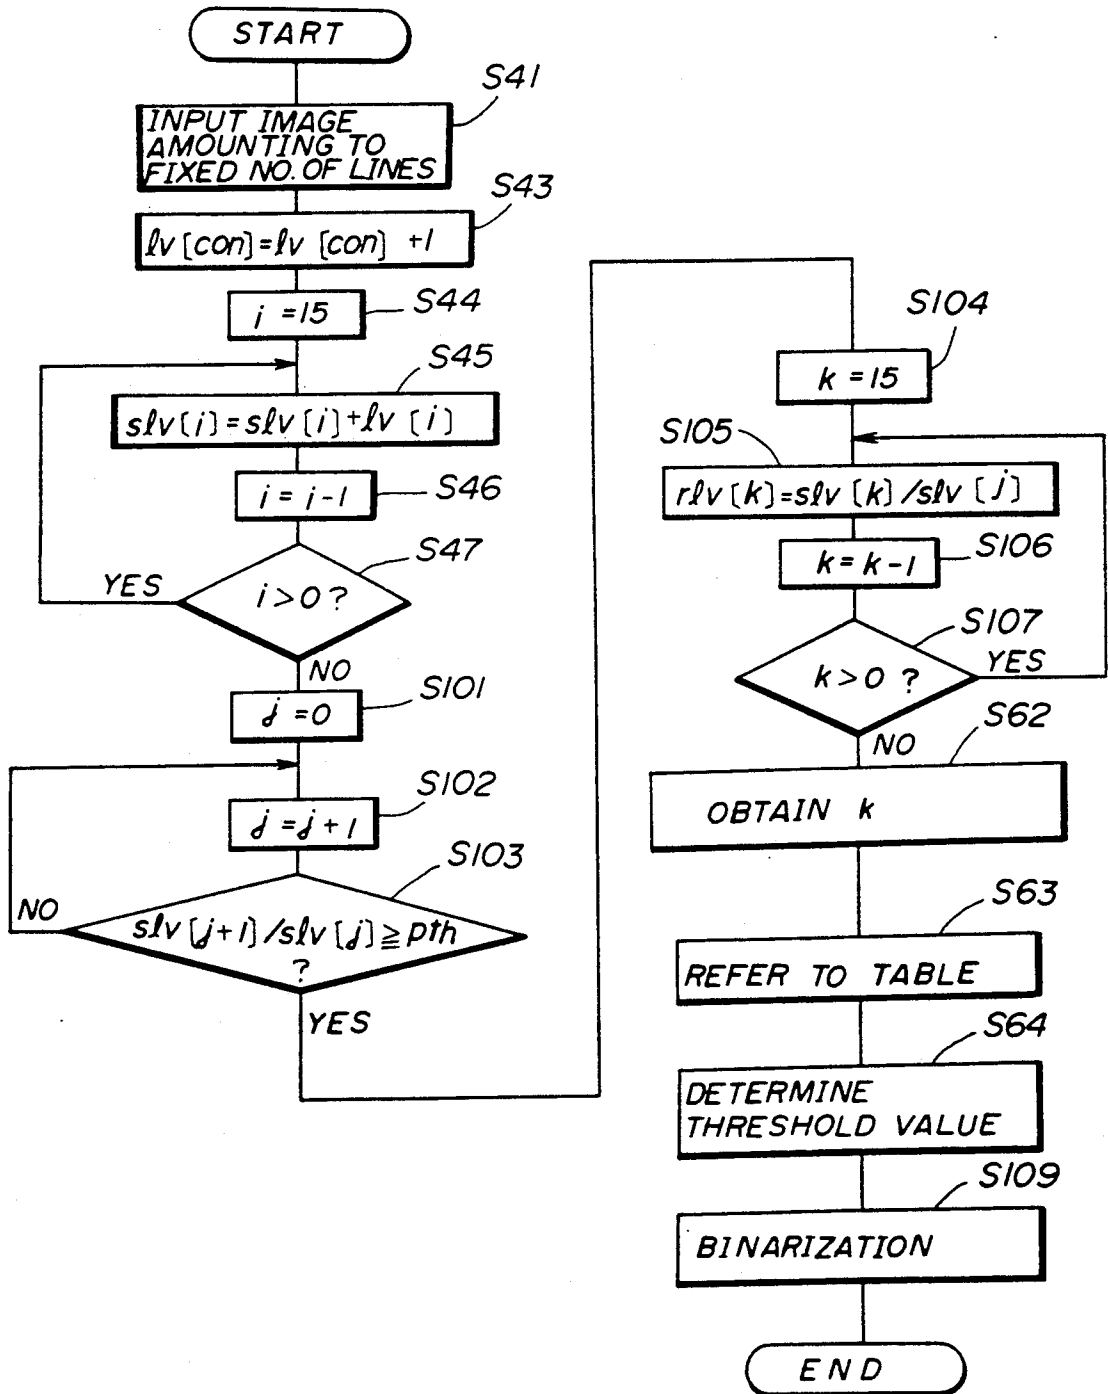 START
S41
INPUT IMAGE
AMOUNTING TO
FIXED NO. OF LINES
S43
lv [con] = lv [con] + 1
i = 15
S44
S45
slv [i] = slv [i] + lv [i]
i = i - 1
S46
S47
YES
i > 0 ?
NO
S101
j = 0
S102
j = j + 1
S103
NO
slv [j+1] / slv [j] ≧ pth
?
YES
S104
k = 15
S105
rlv [k] = slv [k] / slv [j]
S106
k = k - 1
S107
k > 0 ?
YES
NO
S62
OBTAIN k
S63
REFER TO TABLE
S64
DETERMINE
THRESHOLD VALUE
S109
BINARIZATION
END